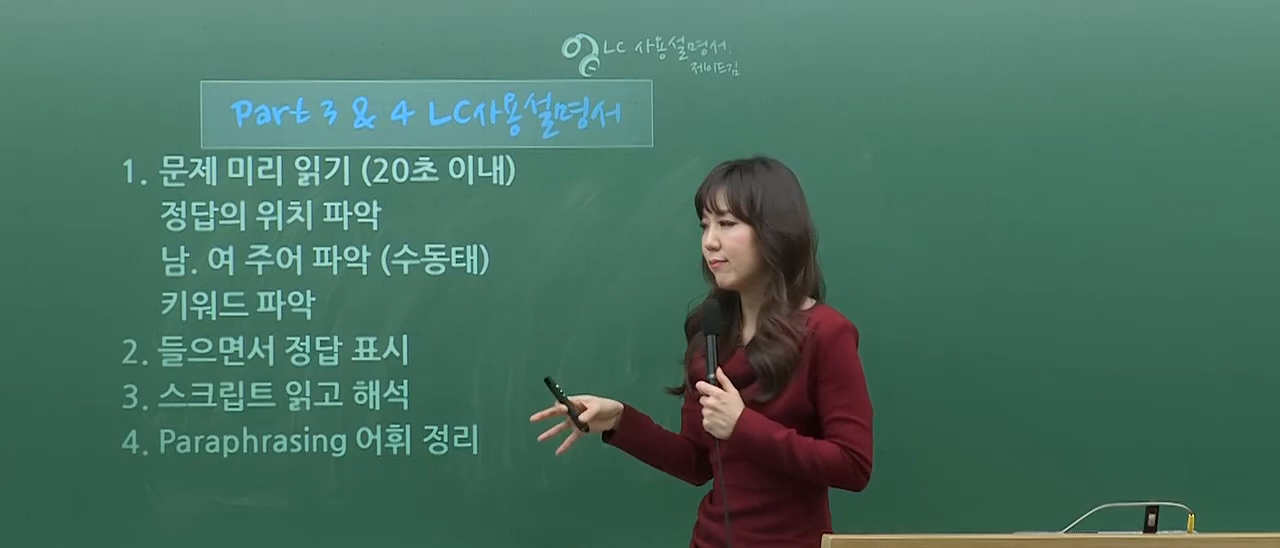 LC 사용설명서.
제이드김
Part 3 & 4 LC사용설명서
1. 문제 미리 읽기 (20초 이내)
정답의 위치 파악
남. 여 주어 파악 (수동태)
키워드 파악
2. 들으면서 정답 표시
3. 스크립트 읽고 해석
4. Paraphrasing 어휘 정리